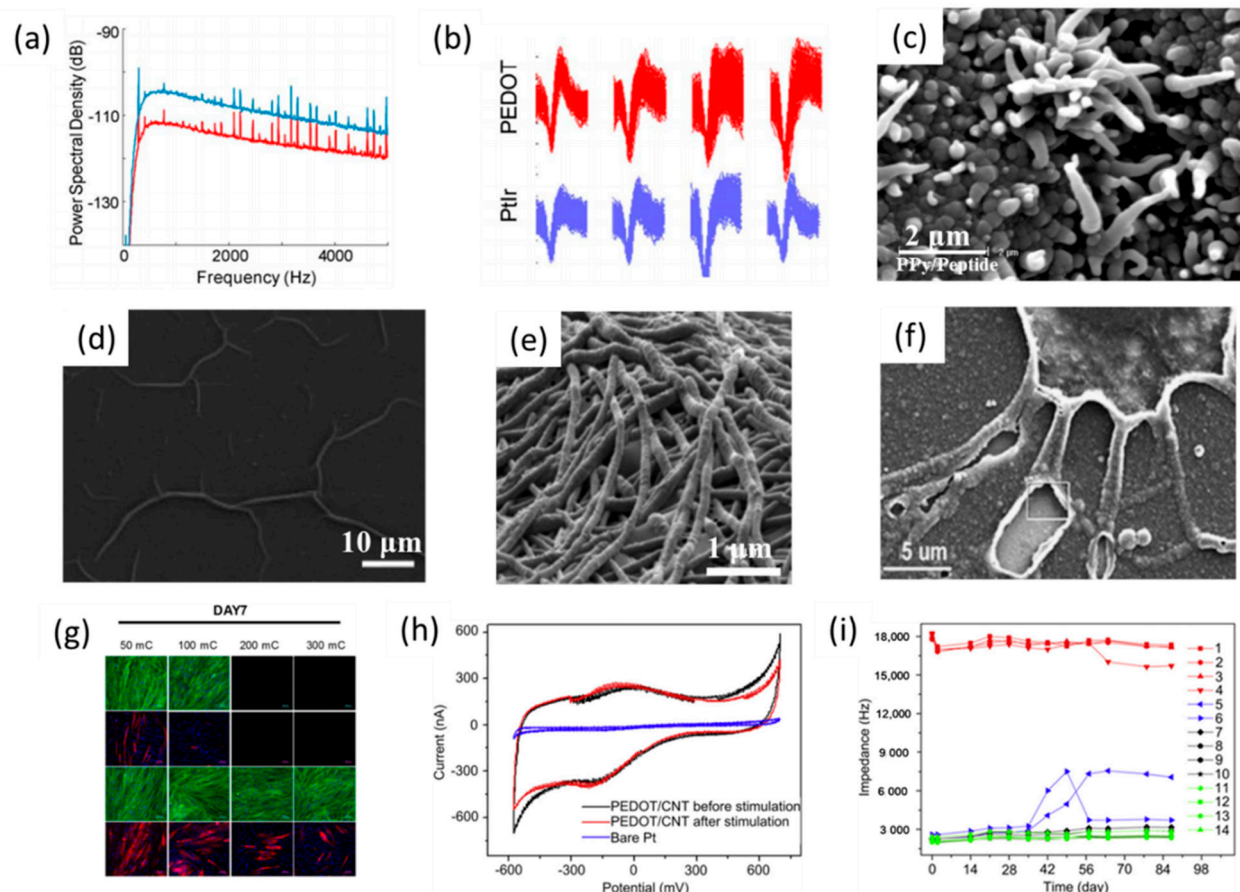 (a)
-90
-110
-130
Power Spectral Density (dB)
0
2000
4000
Frequency (Hz)
(b)
PEDOT
PtIr
(c)
2 μm
2 μm
PPy/Peptide
(d)
10 μm
(e)
1 μm
(f)
5 um
(g)
DAY7
50 mC 100 mC 200 mC 300 mC
(h)
600
300
0
-300
-600
Current (nA)
PEDOT/CNT before stimulation
PEDOT/CNT after stimulation
Bare Pt
-600 -300 0 300 600
Potential (mV)
(i)
18,000
15,000
12,000
9 000
6 000
3 000
Impedance (Hz)
1
2
3
4
5
6
7
8
9
10
11
12
13
14
0 14 28 42 56 70 84 98
Time (day)